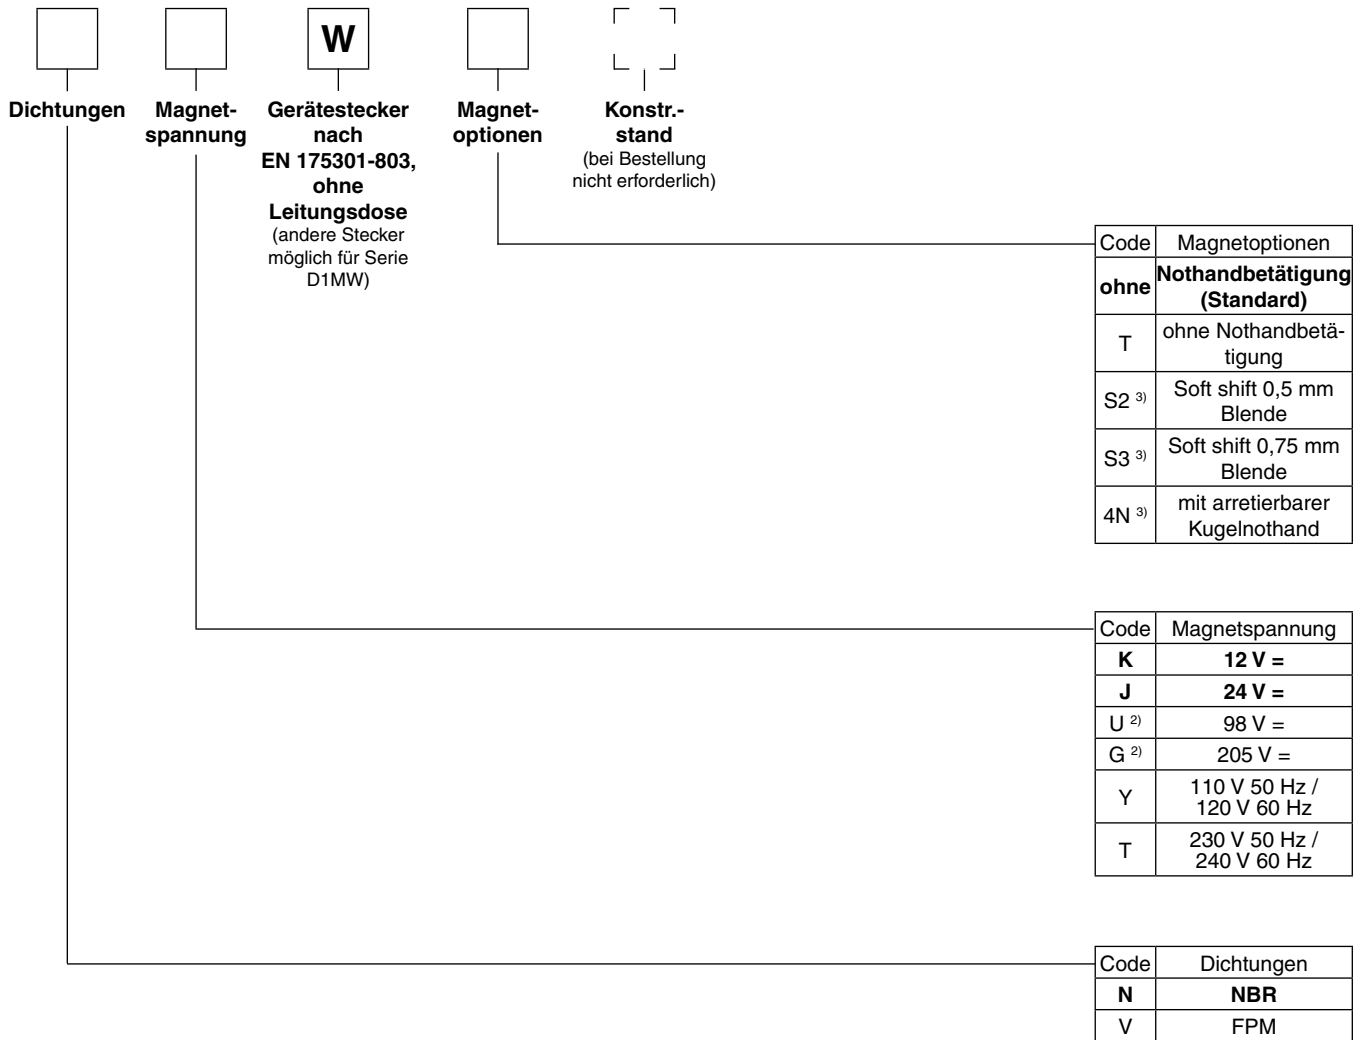 W
Dichtungen
Magnet-
spannung
Gerätestecker
nach
EN 175301-803,
ohne
Leitungsdose
(andere Stecker
möglich für Serie
D1MW)
Magnet-
optionen
Konstr.-
stand
(bei Bestellung
nicht erforderlich)
Code Magnetoptionen
ohne Nothandbetätigung
(Standard)
T ohne Nothandbetä-
tigung
S2 3) Soft shift 0,5 mm
Blende
S3 3) Soft shift 0,75 mm
Blende
4N 3) mit arretierbarer
Kugelnothand
Code Magnetspannung
K 12 V =
J 24 V =
U 2) 98 V =
G 2) 205 V =
Y 110 V 50 Hz /
120 V 60 Hz
T 230 V 50 Hz /
240 V 60 Hz
Code Dichtungen
N NBR
V FPM